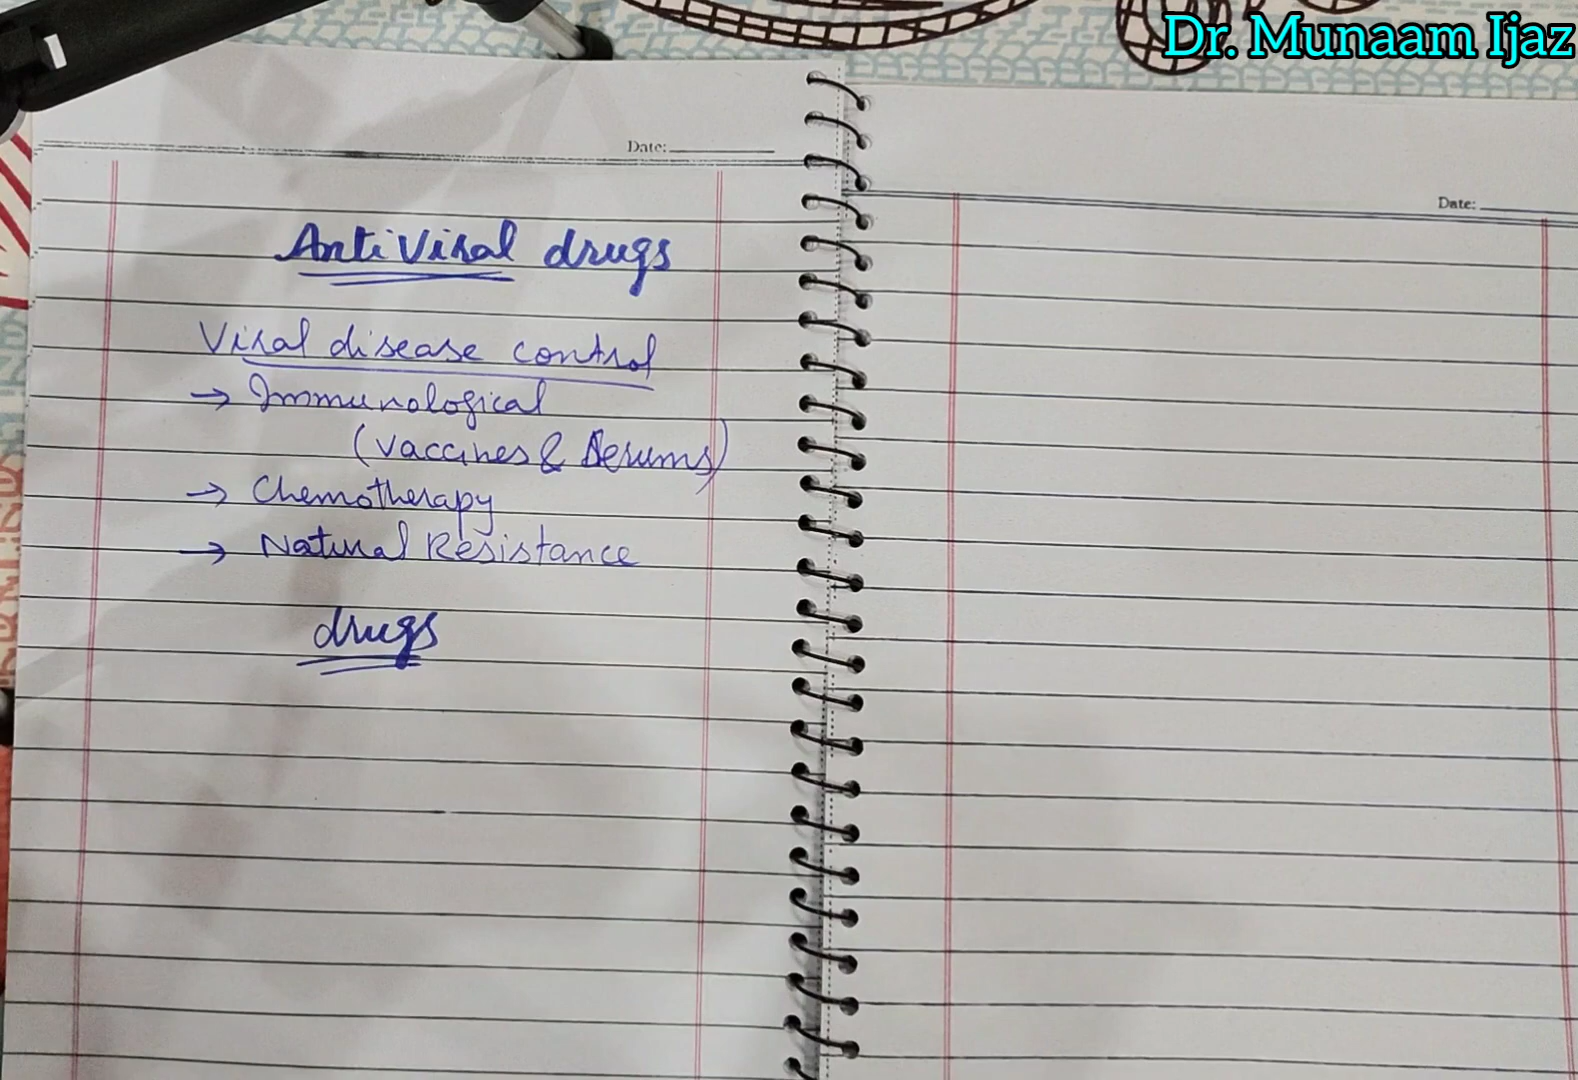 Dr. Munaam Ijaz
Date:
Date:
AntiViral drugs
Viral disease control
→ Immunological
(Vaccines & Serums)
→ Chemotherapy
→ Natural Resistance
drugs